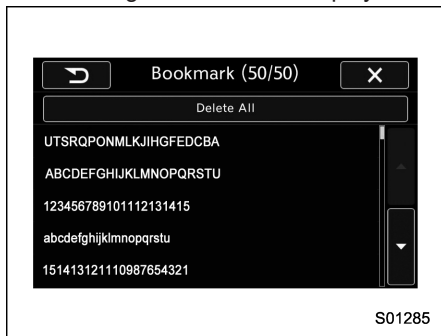 Bookmark (50/50)
Delete All
UTSRQPONMLKJIHGFEDCBA
ABCDEFGHIJKLMNOPQRSTU
123456789101112131415
abcdefghijklmnopqrstu
151413121110987654321
S01285